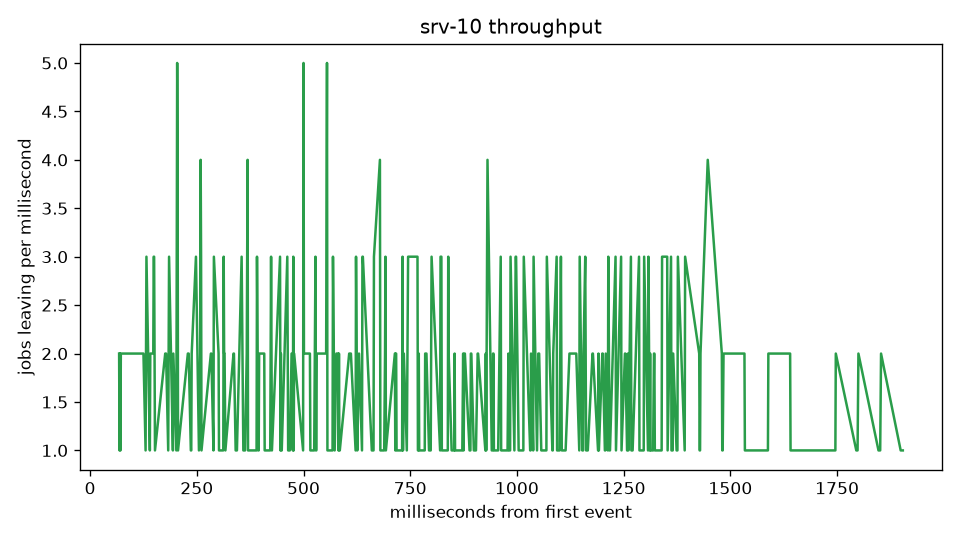 srv-10 throughput
jobs leaving per millisecond
5.0
4.5
4.0
3.5
3.0
2.5
2.0
1.5
1.0
0 250 500 750 1000 1250 1500 1750
milliseconds from first event